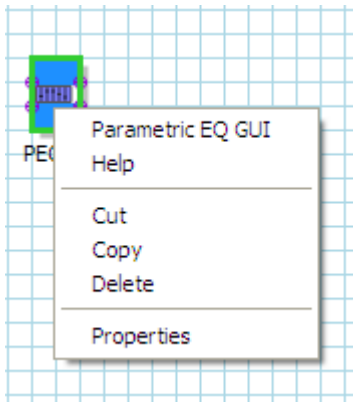 Parametric EQ GUI
Help
Cut
Copy
Delete
Properties